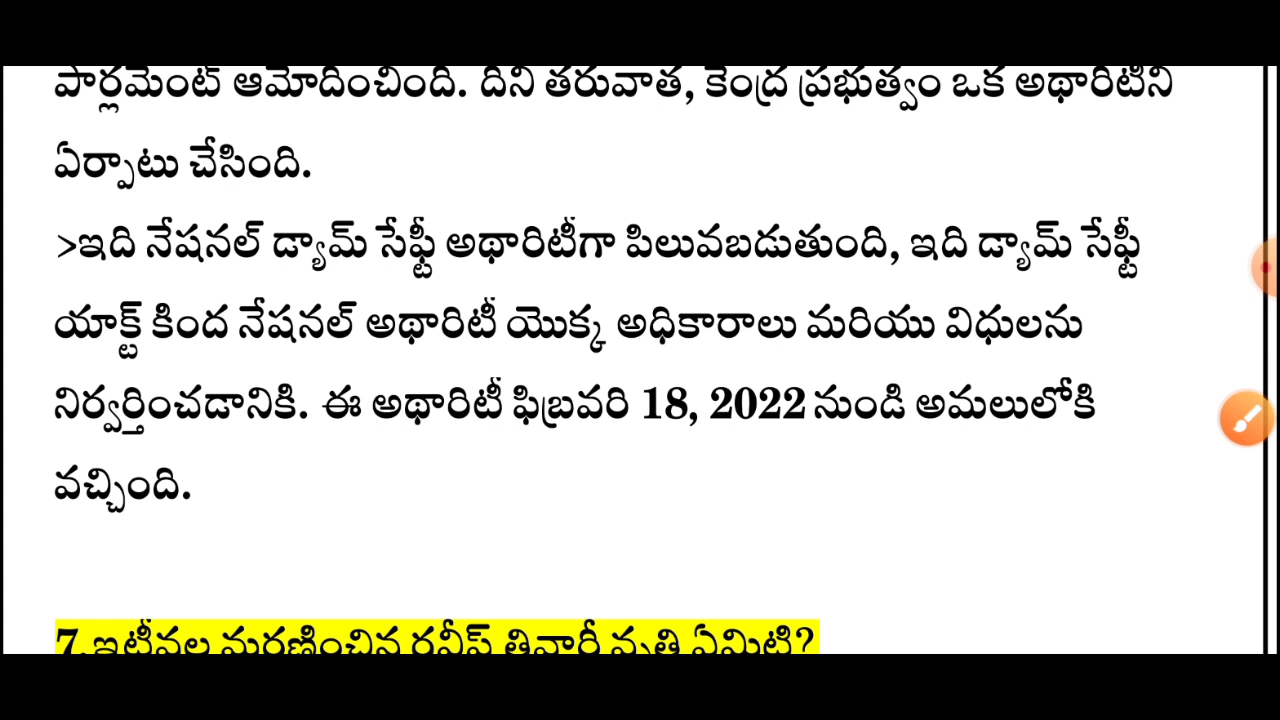 పార్లమెంట్ ఆమోదించింది. దీని తరువాత, కేంద్ర ప్రభుత్వం ఒక అథారిటీని
ఏర్పాటు చేసింది.
>ఇది నేషనల్ డ్యామ్ సేఫ్టీ అథారిటీగా పిలువబడుతుంది, ఇది డ్యామ్ సేఫ్టీ
యాక్ట్ కింద నేషనల్ అథారిటీ యొక్క అధికారాలు మరియు విధులను
నిర్వర్తించడానికి. ఈ అథారిటీ ఫిబ్రవరి 18, 2022 నుండి అమలులోకి
వచ్చింది.
7.ఇటీవల మరణించిన రవీష్ తివారీ వృత్తి ఏమిటి?